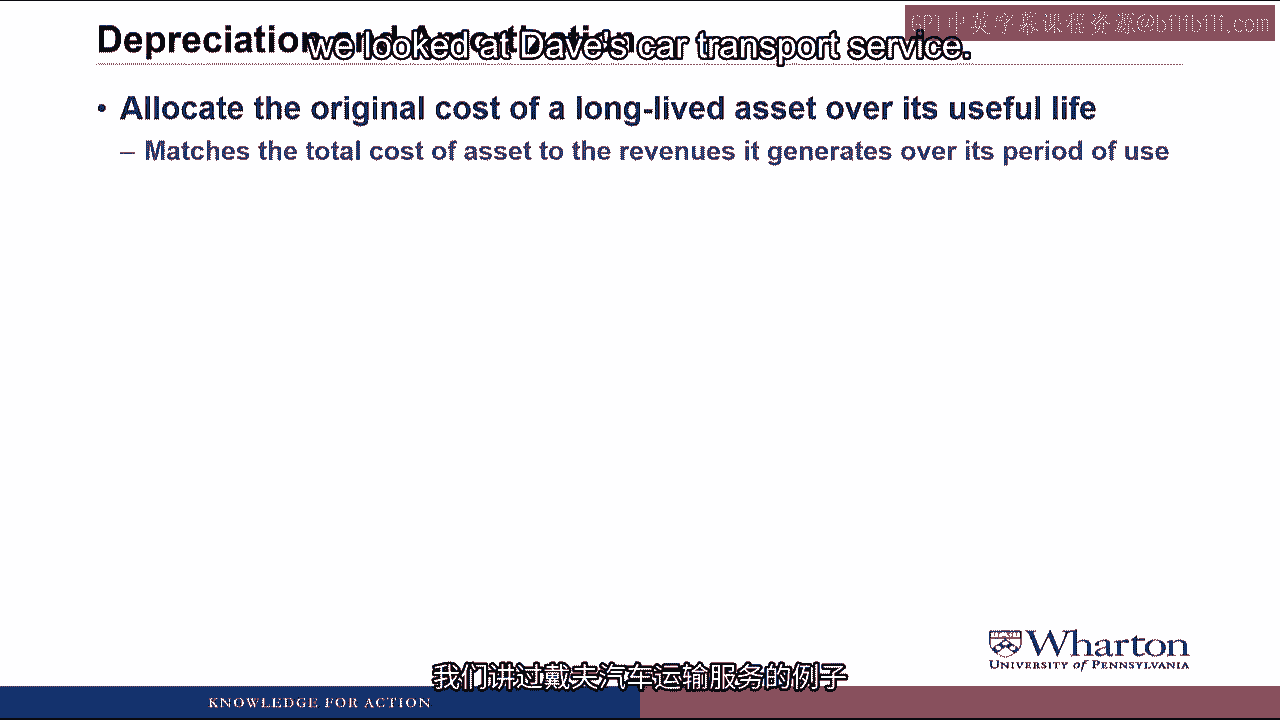 GPT中英字幕课程资源@bilibili.com
Depreciation and Amortization
we looked at Dave's car transport service.
• Allocate the original cost of a long-lived asset over its useful life
– Matches the total cost of asset to the revenues it generates over its period of use
Wharton
UNIVERSITY of PENNSYLVANIA
我们讲过戴夫汽车运输服务的例子
KNOWLEDGE FOR ACTION